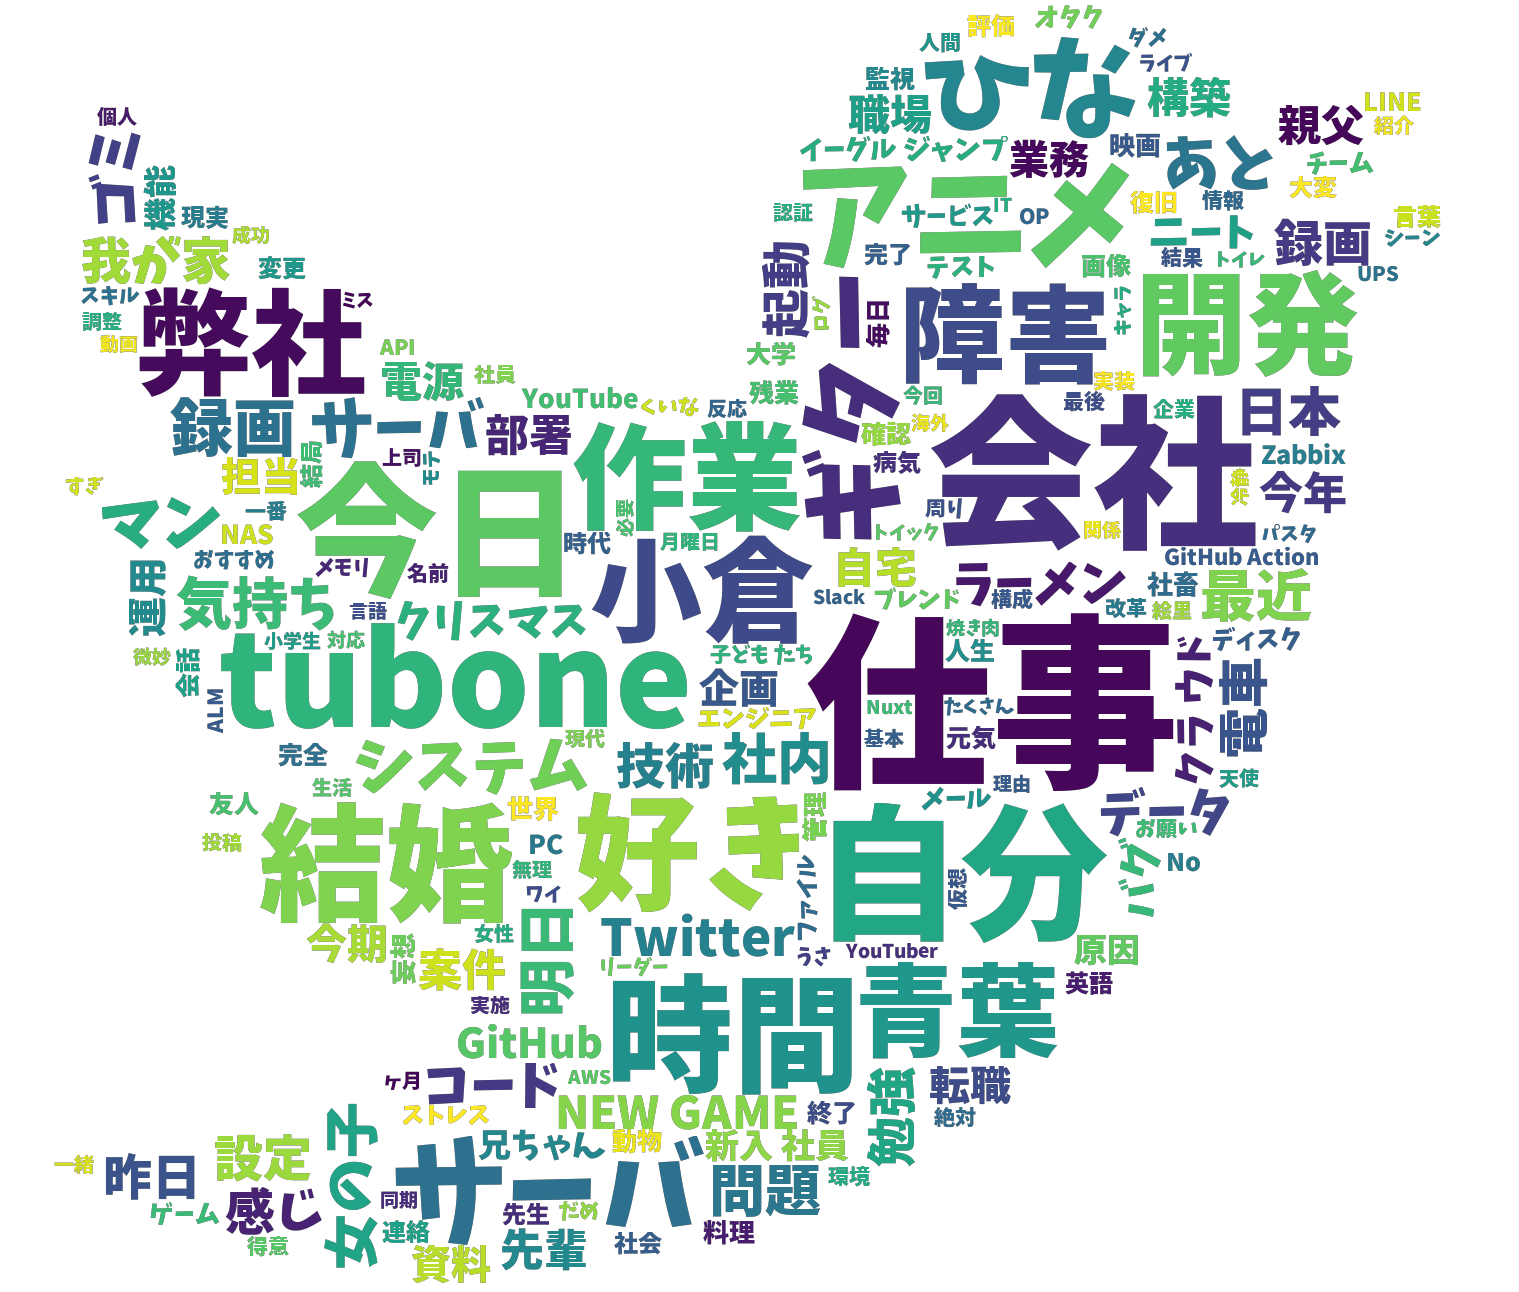 オタク
評価
人間
ダメ
ライブ
ひな
監視
構築
職場
LINE
親父
紹介
個人
ゴミ
イーグル ジャンプ
業務
映画
あと
チーム
アニメ
大変
機能
現実
認証
サービス
IT
OP
復旧
情報
言葉
我が家
成功
ニート
録画
シーン
完了
結果
トイレ
変更
テスト
画像
UPS
スキル
ミス
起動
ログ
毎日
障害
キャラ
開発
調整
弊社
動画
API
大学
電源
社員
残業
ギター
実装
YouTube
くいな
反応
今回
最後
企業
日本
録画 サーバ
部署
海外
作業
確認
会社
結局
上司
モテ
病気
Zabbix
担当
すぎ
今日
今年
マン
一番
必要
周り
NAS
時代
月曜日
トイック
関係
パスタ
おすすめ
メモリ
名前
小倉
自宅
GitHub Action
運用
気持ち
ラーメン
社畜
最近
言語
クリスマス
Slack
ブレンド
構成
改革
絵里
小学生
対応
tubone
焼き肉
ディスク
微妙
会話
子ども たち
人生
仕事
クラウド
電車
ALM
企画
Nuxt
たくさん
エンジニア
現代
基本
元気
完全
システム
技術
社内
理由
天使
生活
友人
世界
好き
管理
メール
データ
結婚
お願い
投稿
PC
自分
バグ
No
無理
ファイル
仮想
ワイ
今期
女性
明日
Twitter
妄想
案件
うさ
YouTuber
原因
リーダー
実施
時間
青葉
英語
GitHub
ヶ月
コード
AWS
勉強
転職
ストレス
NEW GAME
終了
絶対
女の子
兄ちゃん
動物
新入 社員
設定
サーバ
一緒
昨日
問題
環境
ゲーム
感じ
同期
先生
だめ
得意
連絡
先輩
社会
料理
資料